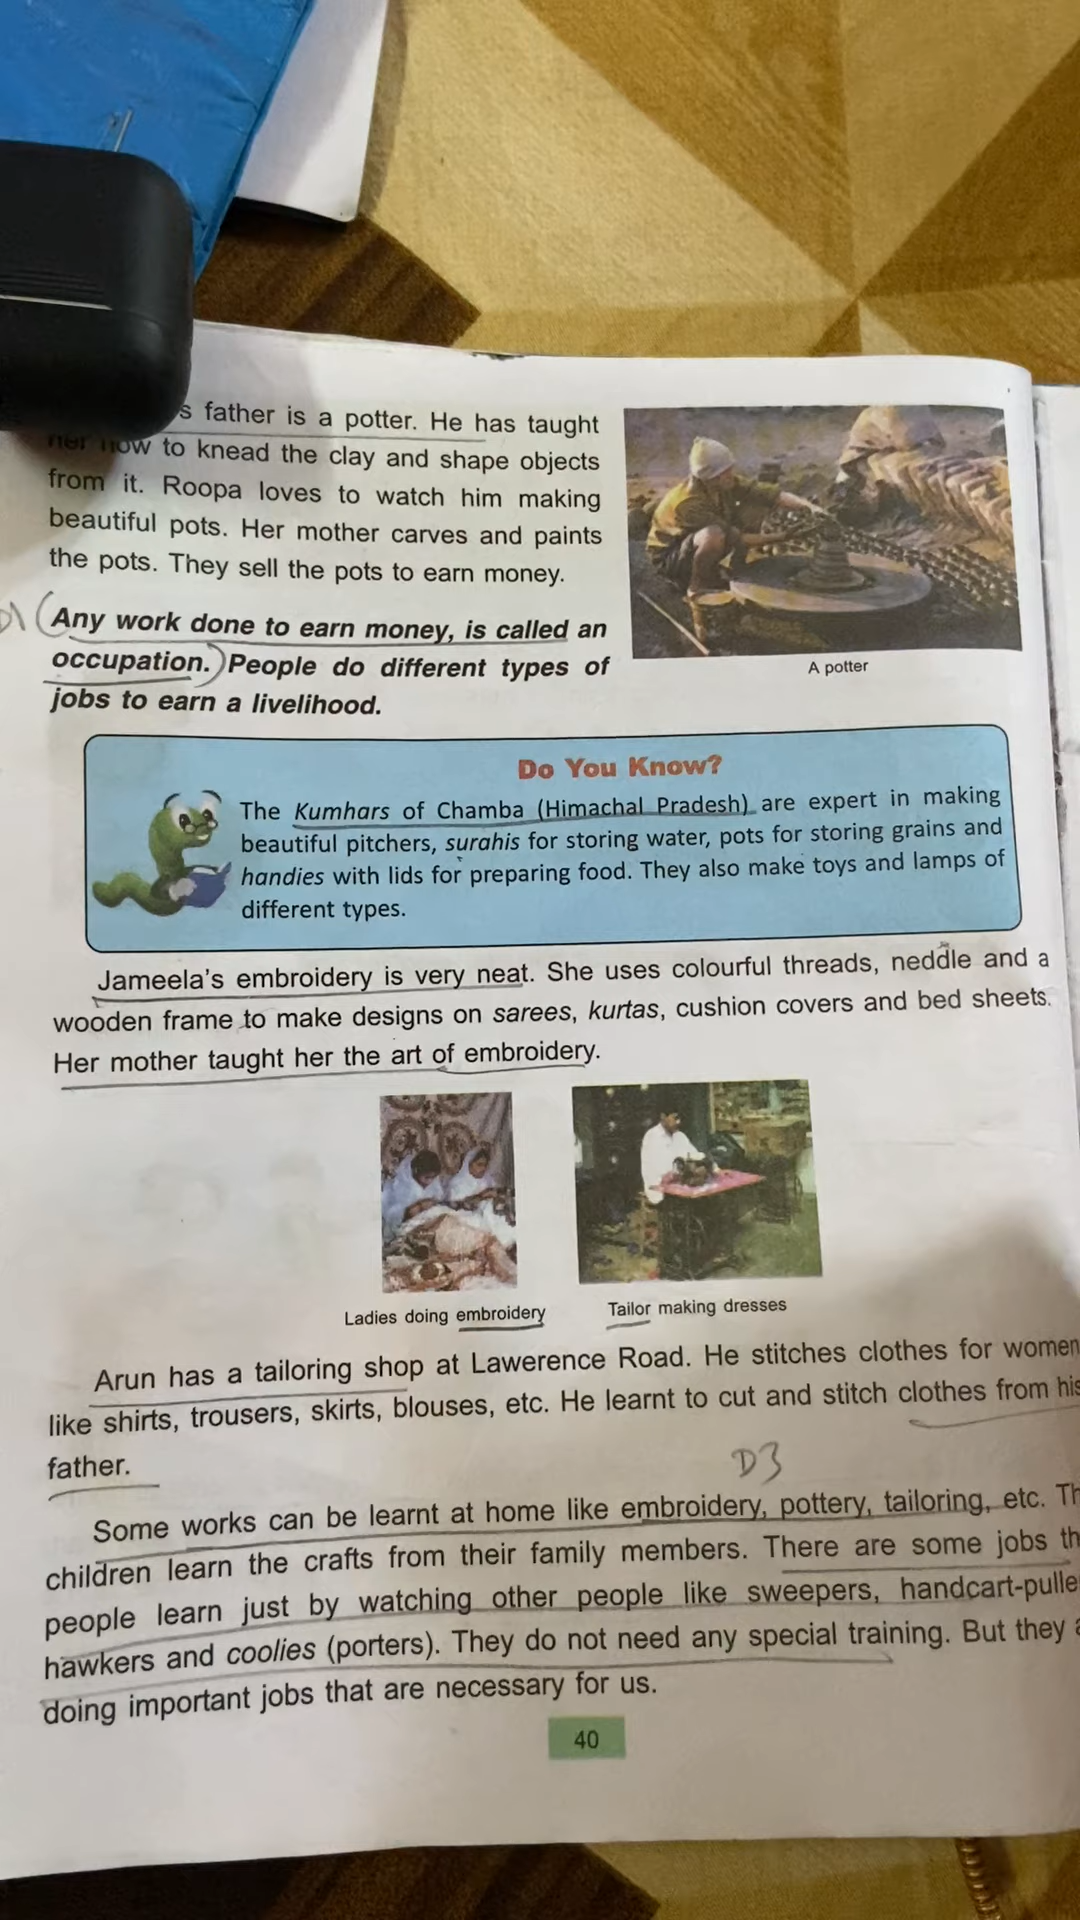 s father is a potter. He has taught
her how to knead the clay and shape objects
from it. Roopa loves to watch him making
beautiful pots. Her mother carves and paints
the pots. They sell the pots to earn money.
A potter
Any work done to earn money, is called an
occupation. People do different types of
jobs to earn a livelihood.
Do You Know?
The Kumhars of Chamba (Himachal Pradesh) are expert in making
beautiful pitchers, surahis for storing water, pots for storing grains and
handies with lids for preparing food. They also make toys and lamps of
different types.
Jameela's embroidery is very neat. She uses colourful threads, neddle and a
wooden frame to make designs on sarees, kurtas, cushion covers and bed sheets.
Her mother taught her the art of embroidery.
Ladies doing embroidery
Tailor making dresses
Arun has a tailoring shop at Lawerence Road. He stitches clothes for women
like shirts, trousers, skirts, blouses, etc. He learnt to cut and stitch clothes from his
father.
D3
Some works can be learnt at home like embroidery, pottery, tailoring, etc. Th
children learn the crafts from their family members. There are some jobs th
people learn just by watching other people like sweepers, handcart-pulle
hawkers and coolies (porters). They do not need any special training. But they a
doing important jobs that are necessary for us.
40